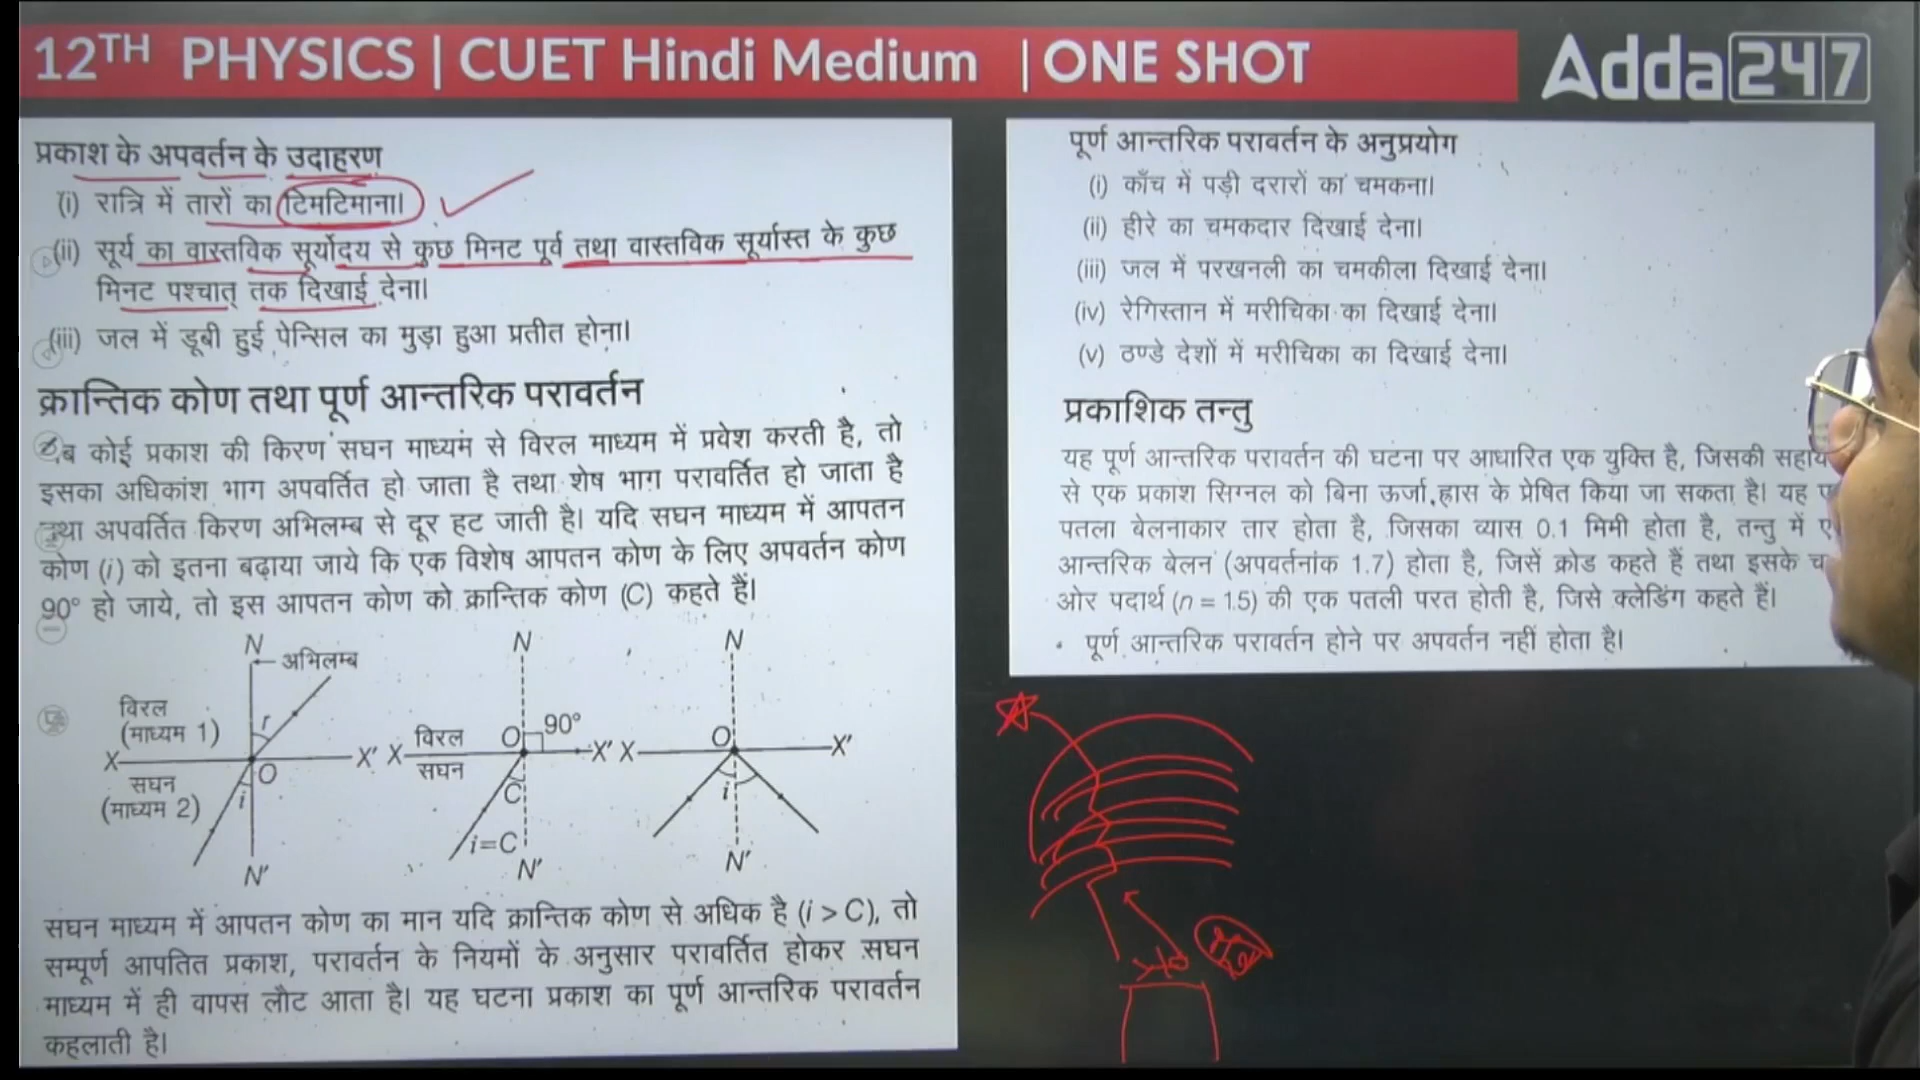 12TH PHYSICS | CUET Hindi Medium | ONE SHOT
Adda247
प्रकाश के अपवर्तन के उदाहरण
(i) रात्रि में तारों का टिमटिमाना।
(ii) सूर्य का वास्तविक सूर्योदय से कुछ मिनट पूर्व तथा वास्तविक सूर्यास्त के कुछ
मिनट पश्चात् तक दिखाई देना।
(iii) जल में डूबी हुई पेन्सिल का मुड़ा हुआ प्रतीत होना।
क्रान्तिक कोण तथा पूर्ण आन्तरिक परावर्तन
जब कोई प्रकाश की किरण सघन माध्यम से विरल माध्यम में प्रवेश करती है, तो
इसका अधिकांश भाग अपवर्तित हो जाता है तथा शेष भाग परावर्तित हो जाता है
तथा अपवर्तित किरण अभिलम्ब से दूर हट जाती है। यदि सघन माध्यम में आपतन
कोण (i) को इतना बढ़ाया जाये कि एक विशेष आपतन कोण के लिए अपवर्तन कोण
90° हो जाये, तो इस आपतन कोण को क्रान्तिक कोण (C) कहते हैं।
N
अभिलम्ब
विरल
(माध्यम 1)
r
X
X'
सघन
(माध्यम 2)
O
i
N'
N
विरल
O
90°
X
X'
सघन
C
i=C
N'
N
O
X
X'
i
N'
सघन माध्यम में आपतन कोण का मान यदि क्रान्तिक कोण से अधिक है (i > C), तो
सम्पूर्ण आपतित प्रकाश, परावर्तन के नियमों के अनुसार परावर्तित होकर सघन
माध्यम में ही वापस लौट आता है। यह घटना प्रकाश का पूर्ण आन्तरिक परावर्तन
कहलाती है।
पूर्ण आन्तरिक परावर्तन के अनुप्रयोग
(i) काँच में पड़ी दरारों का चमकना।
(ii) हीरे का चमकदार दिखाई देना।
(iii) जल में परखनली का चमकीला दिखाई देना।
(iv) रेगिस्तान में मरीचिका का दिखाई देना।
(v) ठण्डे देशों में मरीचिका का दिखाई देना।
प्रकाशिक तन्तु
यह पूर्ण आन्तरिक परावर्तन की घटना पर आधारित एक युक्ति है, जिसकी सहाय
से एक प्रकाश सिग्नल को बिना ऊर्जा ह्रास के प्रेषित किया जा सकता है। यह ए
पतला बेलनाकार तार होता है, जिसका व्यास 0.1 मिमी होता है, तन्तु में ए
आन्तरिक बेलन (अपवर्तनांक 1.7) होता है, जिसें क्रोड कहते हैं तथा इसके च
ओर पदार्थ (n = 1.5) की एक पतली परत होती है, जिसे क्लेडिंग कहते हैं।
• पूर्ण आन्तरिक परावर्तन होने पर अपवर्तन नहीं होता है।